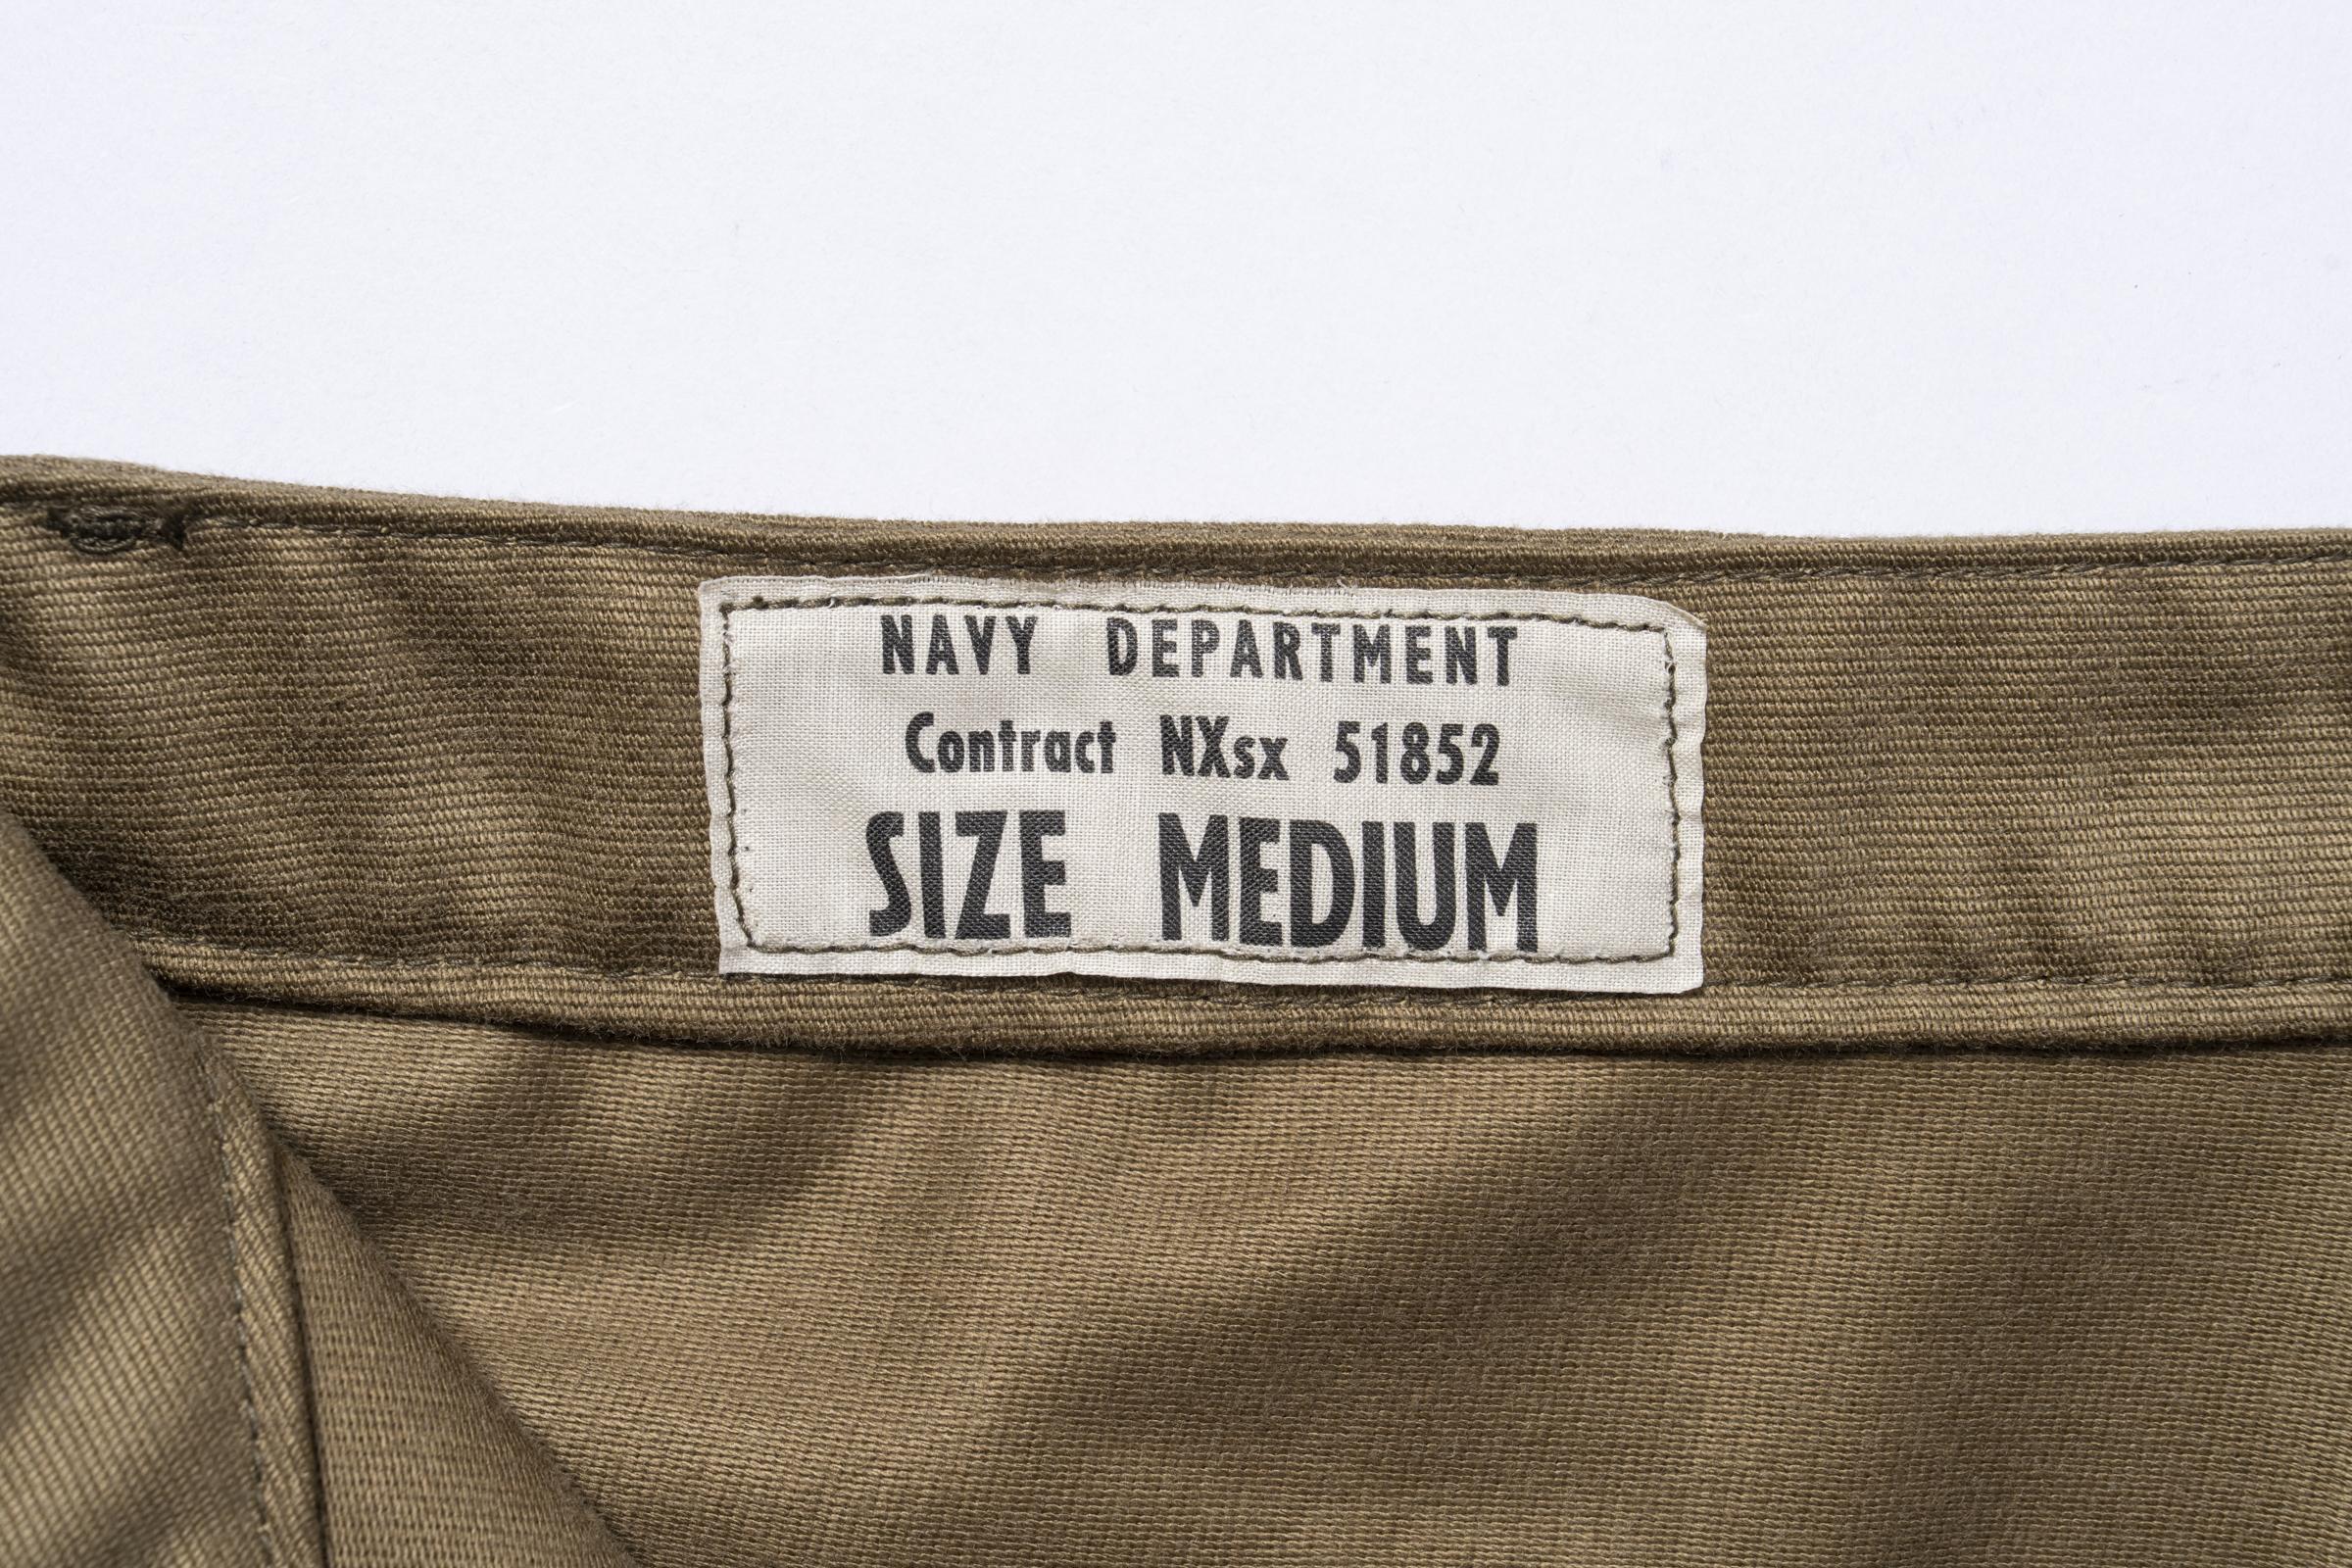 NAVY DEPARTMENT
Contract NXsx 51852
SIZE MEDIUM